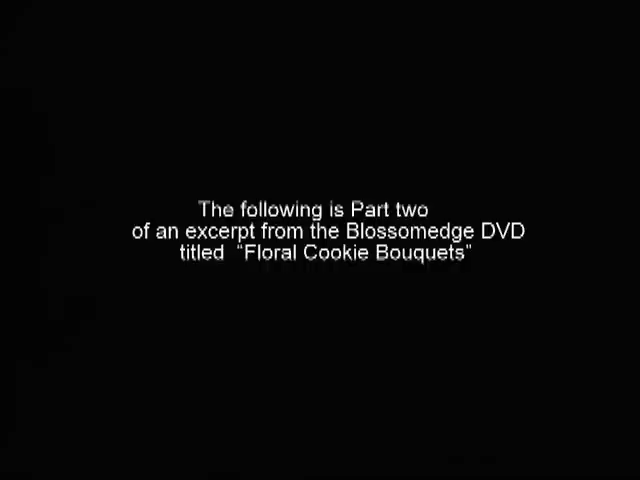 The following is Part two
of an excerpt from the Blossomedge DVD
titled “Floral Cookie Bouquets”